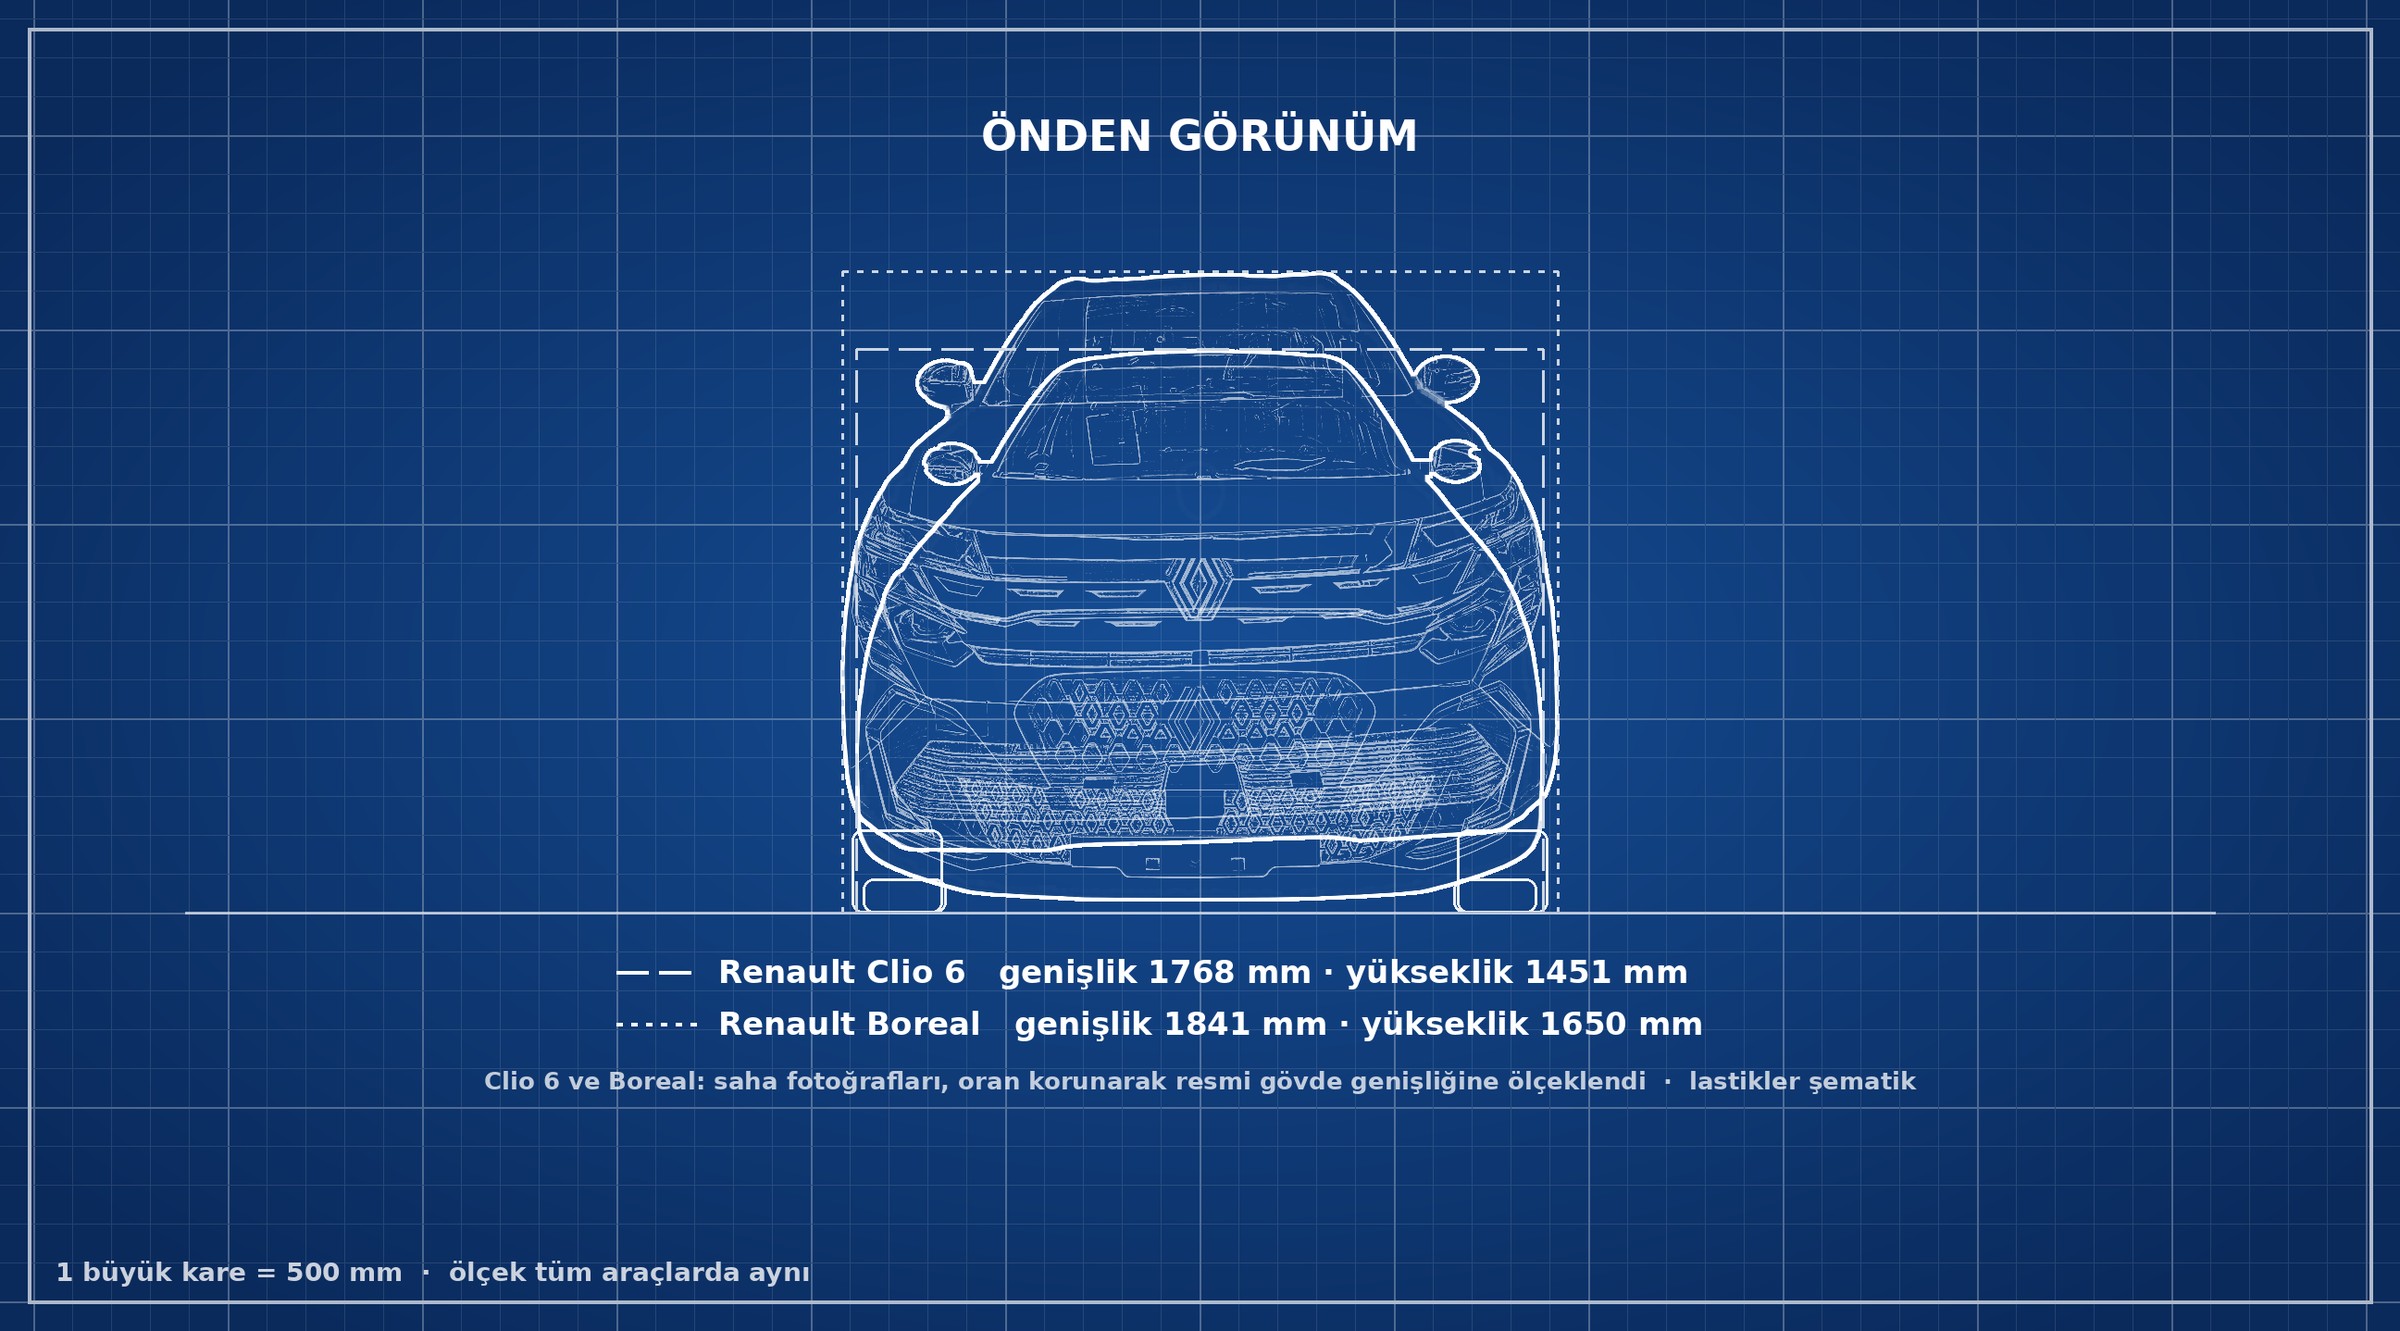 ÖNDEN GÖRÜNÜM
Renault Clio 6 genişlik 1768 mm · yükseklik 1451 mm
Renault Boreal genişlik 1841 mm · yükseklik 1650 mm
Clio 6 ve Boreal: saha fotoğrafları, oran korunarak resmi gövde genişliğine ölçeklendi · lastikler şematik
1 büyük kare = 500 mm · ölçek tüm araçlarda aynı